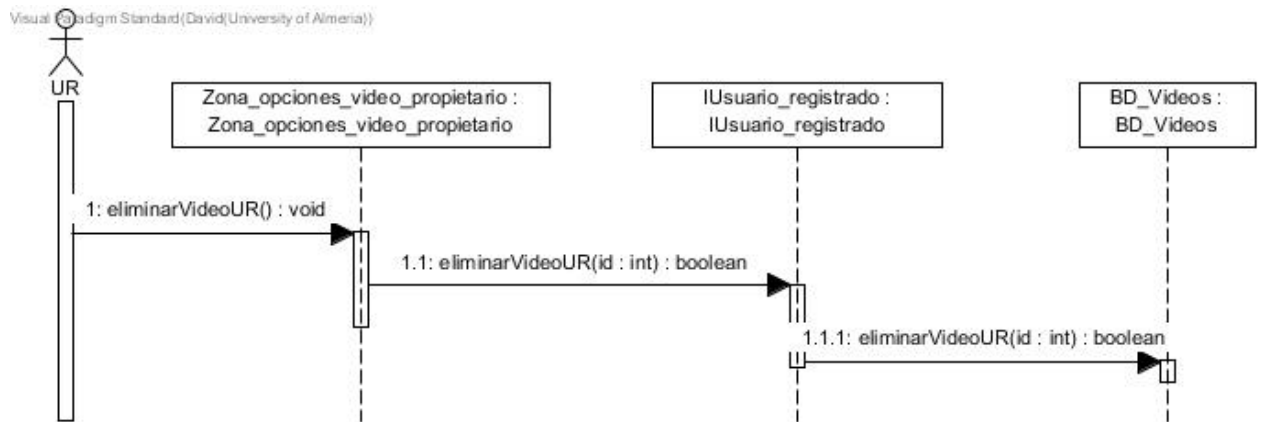 Visual Paradigm Standard(David(University of Almeria))
UR
Zona_opciones_video_propietario :
Zona_opciones_video_propietario
IUsuario_registrado :
IUsuario_registrado
BD_Videos :
BD_Videos
1: eliminarVideoUR() : void
1.1: eliminarVideoUR(id : int) : boolean
1.1.1: eliminarVideoUR(id : int) : boolean